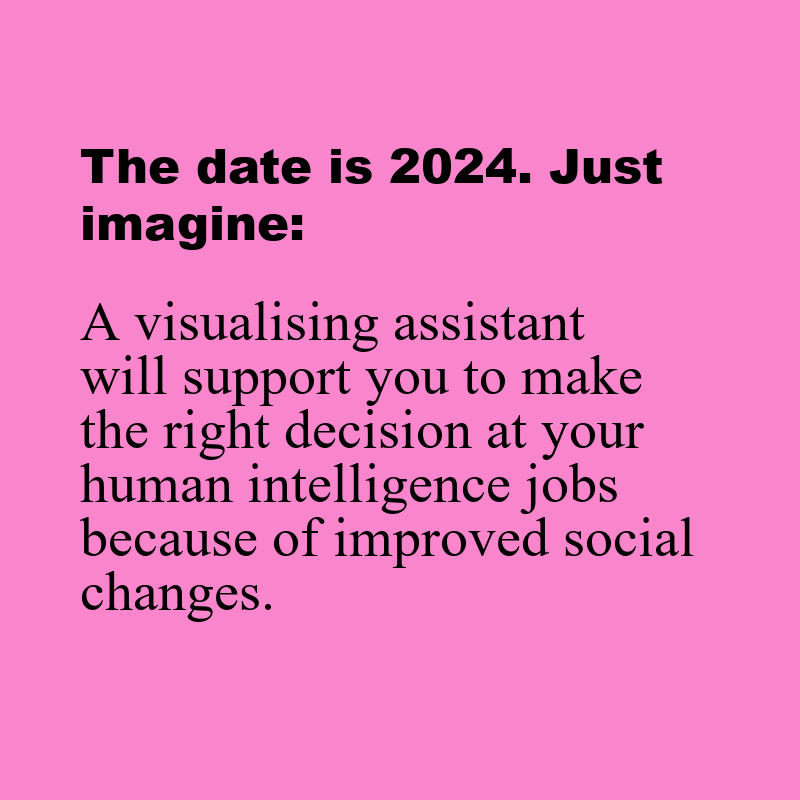 The date is 2024. Just
imagine:
A visualising assistant
will support you to make
the right decision at your
human intelligence jobs
because of improved social
changes.